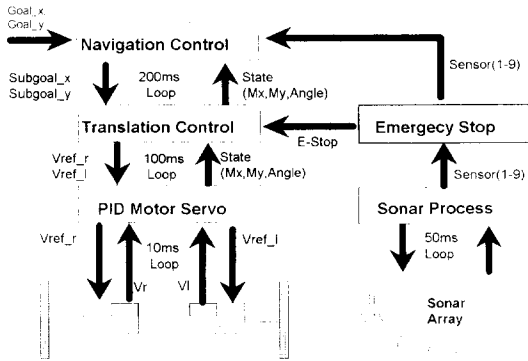 Goal_x,
Goal_y
Navigation Control
Sensor(1-9)
Subgoal_x
Subgoal_y
200ms
Loop
State
(Mx,My,Angle)
Translation Control
E-Stop
Emergecy Stop
Vref_r
Vref_l
100ms
Loop
State
(Mx,My,Angle)
Sensor(1-9)
PID Motor Servo
Sonar Process
Vref_r
10ms
Loop
Vref_l
50ms
Loop
Vr
Vl
Sonar
Array